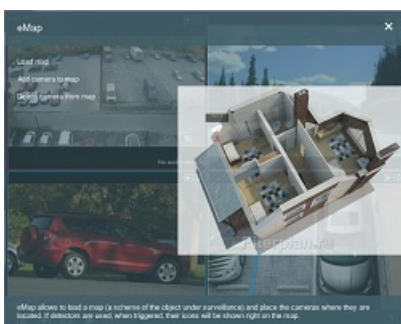 eMap
Load map
Add camera to map
Delete camera from map
eMap allows to load a map (a scheme of the object under surveillance) and place the cameras where they are
located. If detectors are used, when triggered, their icons will be shown right on the map.